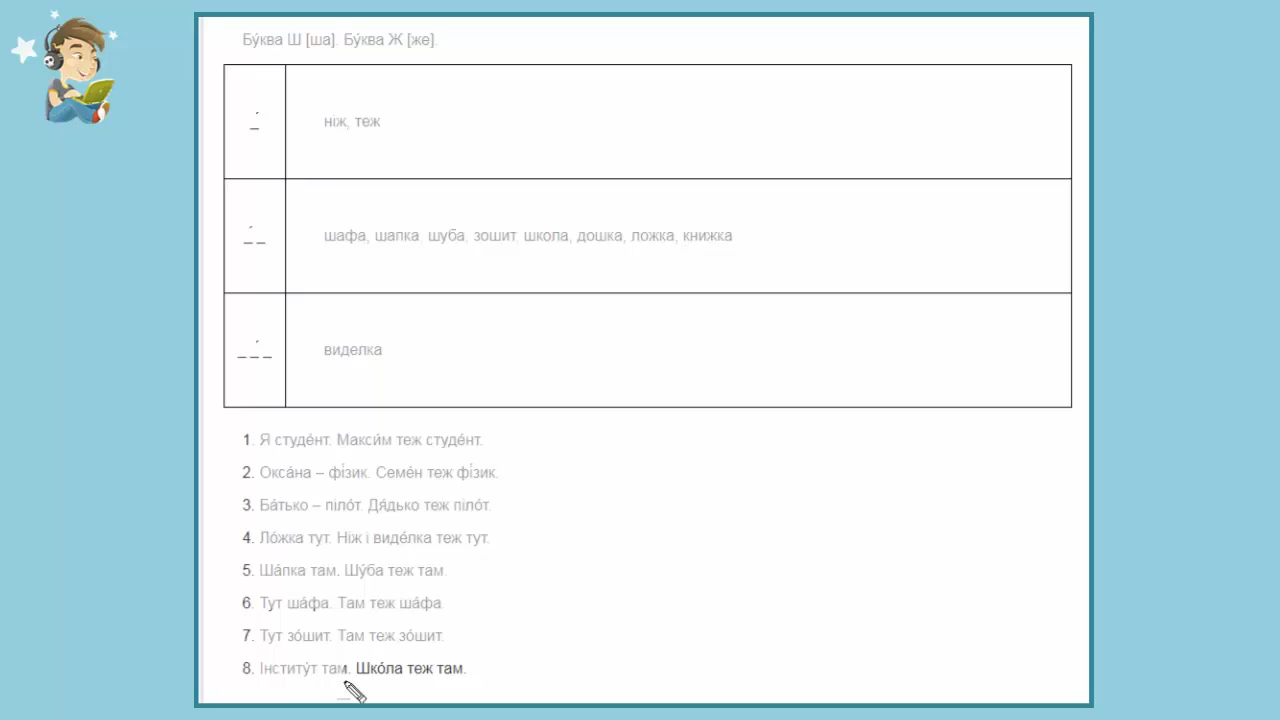 Бу́ква Ш [ша]. Бу́ква Ж [же].
ніж, теж
шафа, шапка, шуба, зошит, школа, дошка, ложка, книжка
виделка
1. Я студе́нт. Макси́м теж студе́нт.
2. Окса́на – фі́зик. Семе́н теж фі́зик.
3. Ба́тько – піло́т. Дя́дько теж піло́т.
4. Ло́жка тут. Ніж і виде́лка теж тут.
5. Ша́пка там. Шу́ба теж там.
6. Тут ша́фа. Там теж ша́фа.
7. Тут зо́шит. Там теж зо́шит.
8. Інститу́т там. Шко́ла теж там.